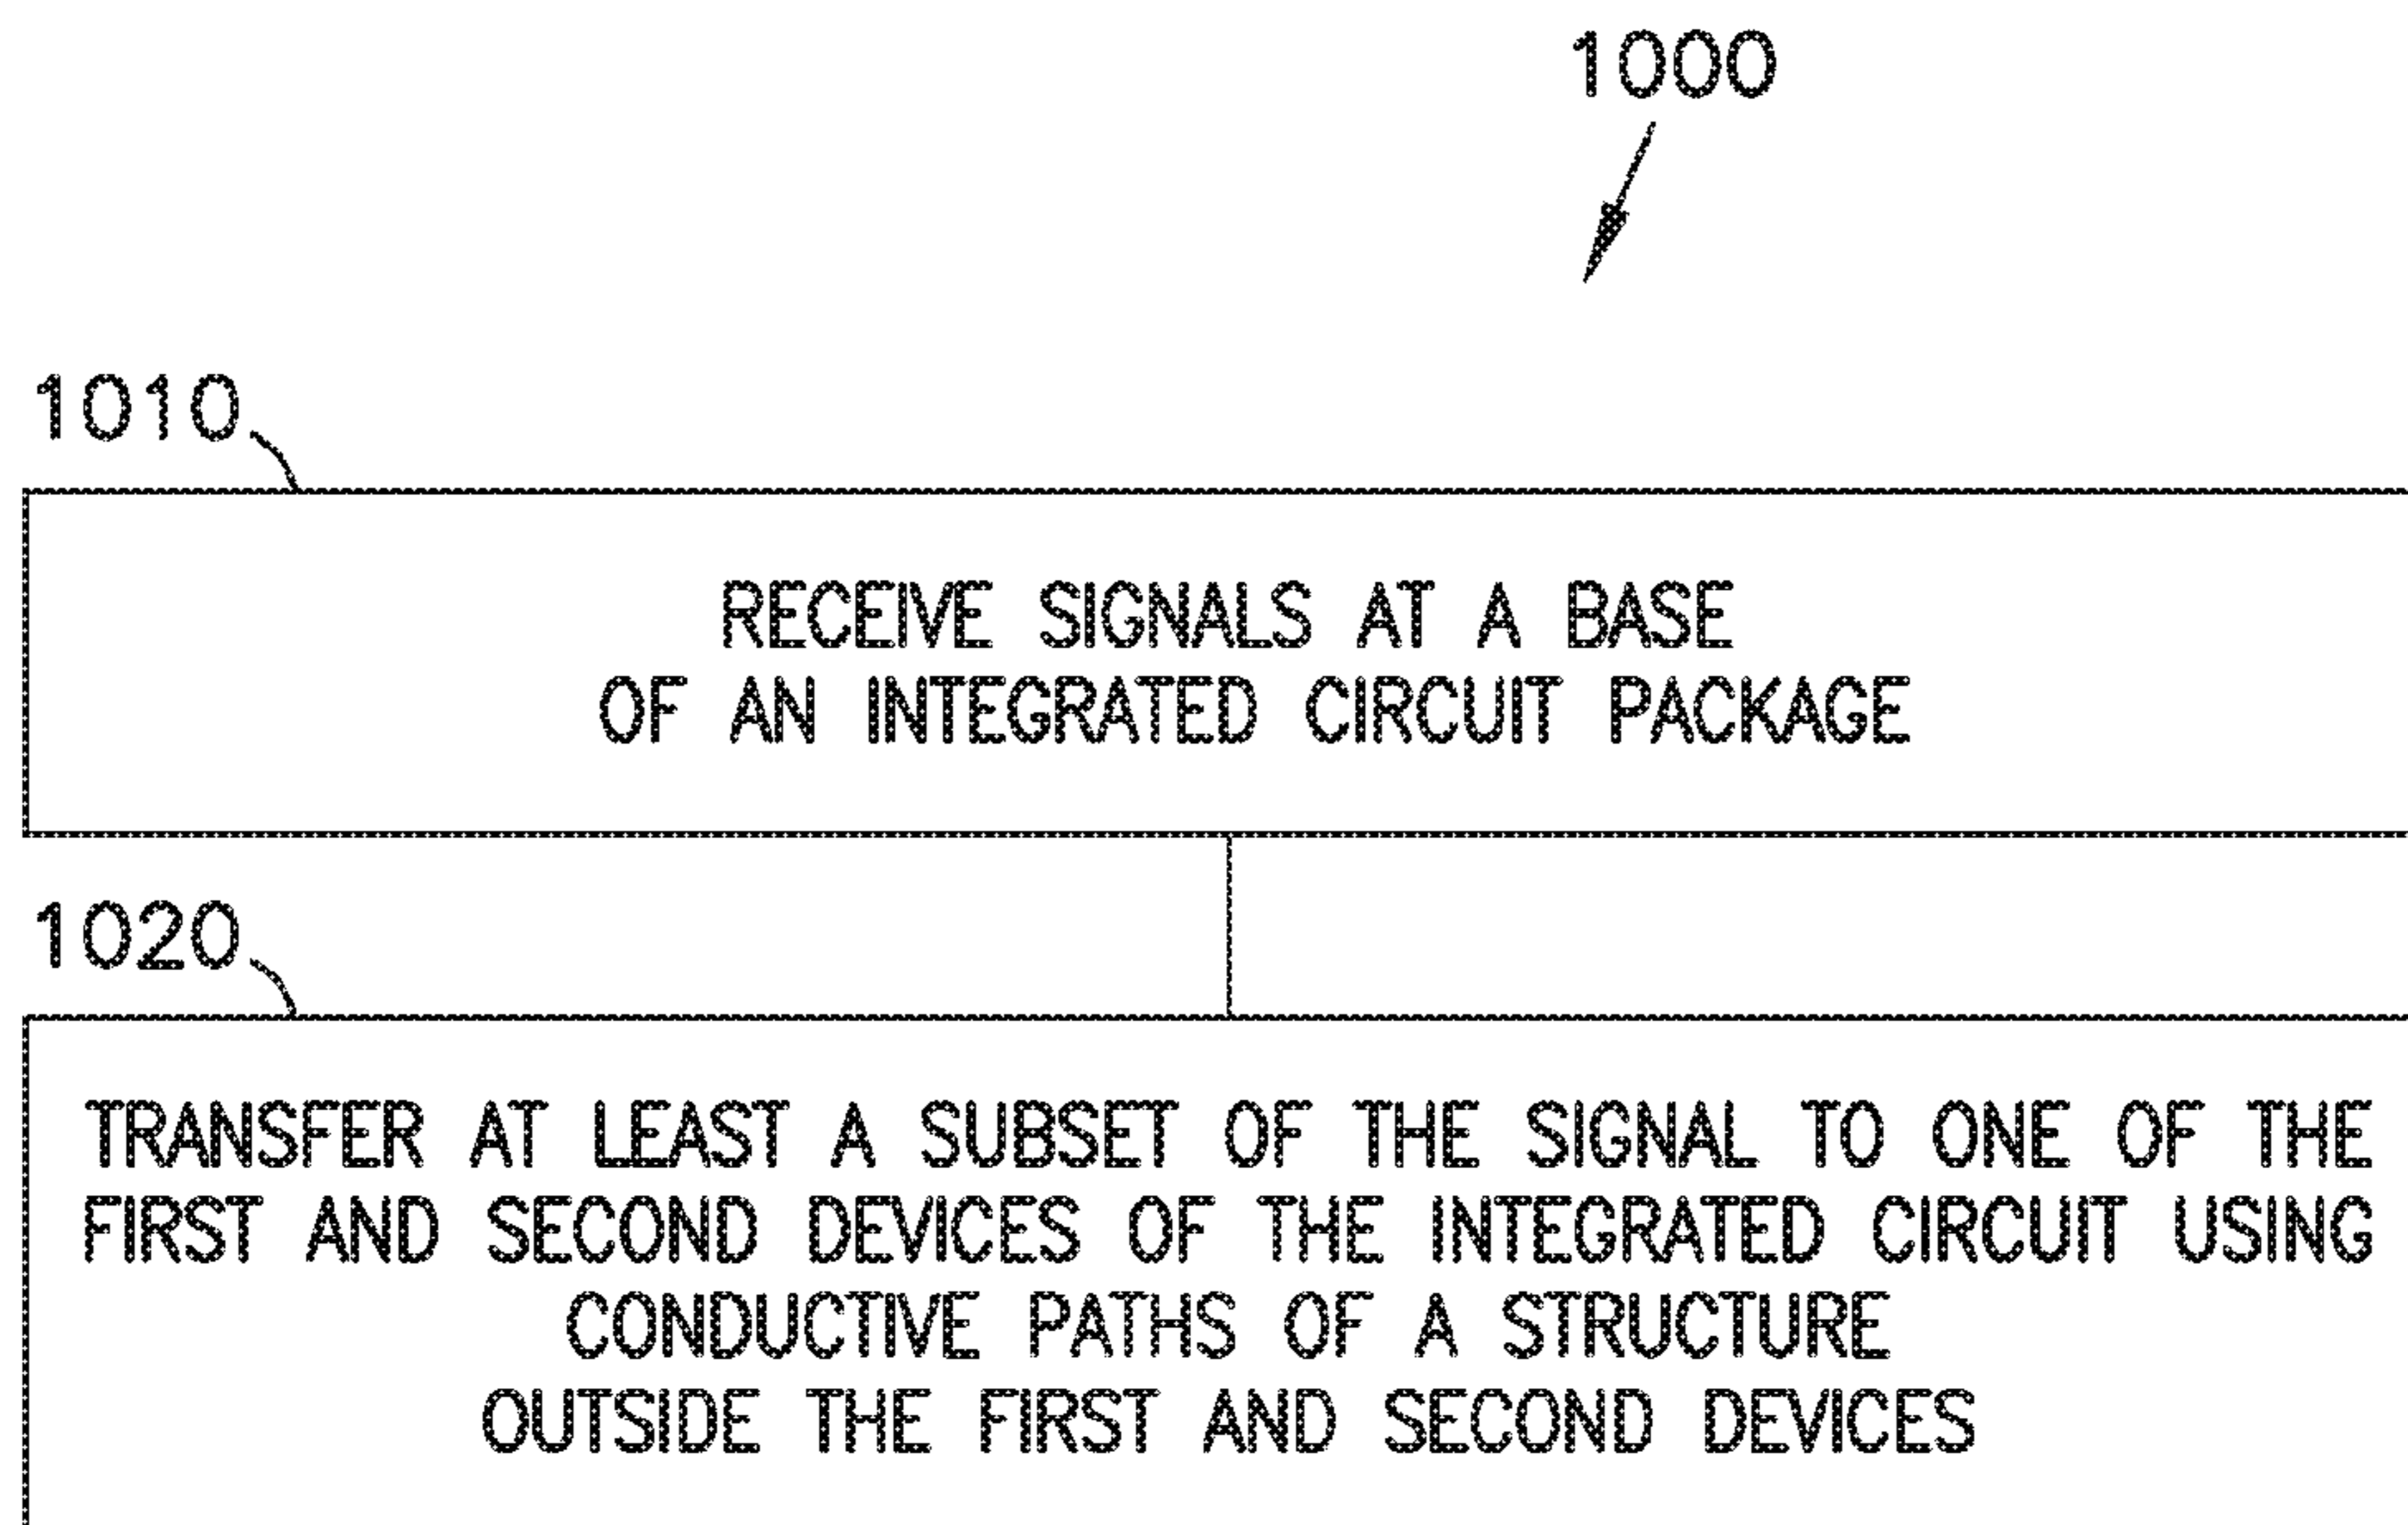 1000
1010
RECEIVE SIGNALS AT A BASE
OF AN INTEGRATED CIRCUIT PACKAGE
1020
TRANSFER AT LEAST A SUBSET OF THE SIGNAL TO ONE OF THE
FIRST AND SECOND DEVICES OF THE INTEGRATED CIRCUIT USING
CONDUCTIVE PATHS OF A STRUCTURE
OUTSIDE THE FIRST AND SECOND DEVICES